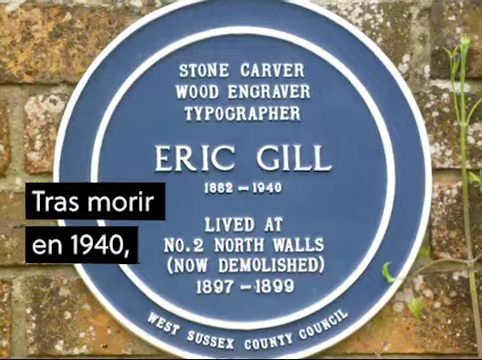 STONE CARVER
WOOD ENGRAVER
TYPOGRAPHER
ERIC GILL
1882 – 1940
LIVED AT
NO.2 NORTH WALLS
(NOW DEMOLISHED)
1897 – 1899
WEST SUSSEX COUNTY COUNCIL
Tras morir
en 1940,